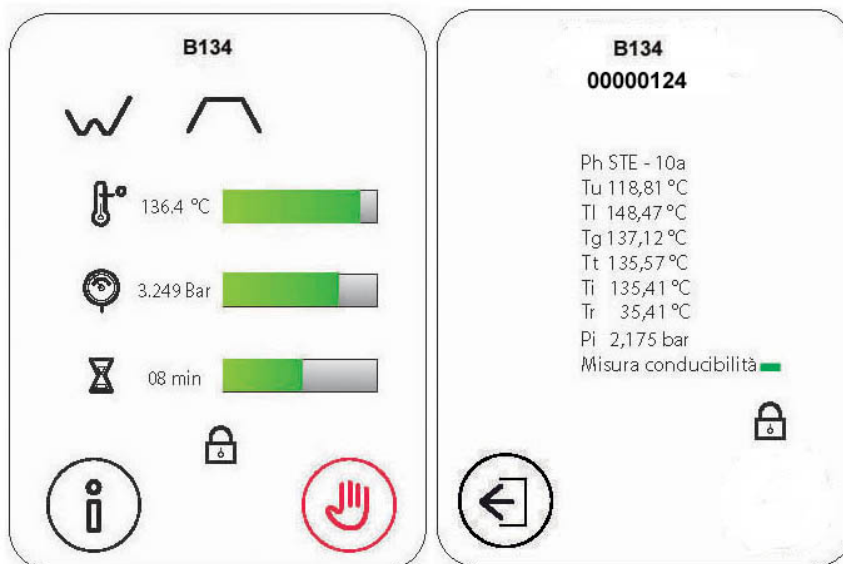 B134
136.4 °C
3.249 Bar
08 min
B134
00000124
Ph STE - 10a
Tu 118,81 °C
Tl 148,47 °C
Tg 137,12 °C
Tt 135,57 °C
Ti 135,41 °C
Tr 35,41 °C
Pi 2,175 bar
Misura conducibilità